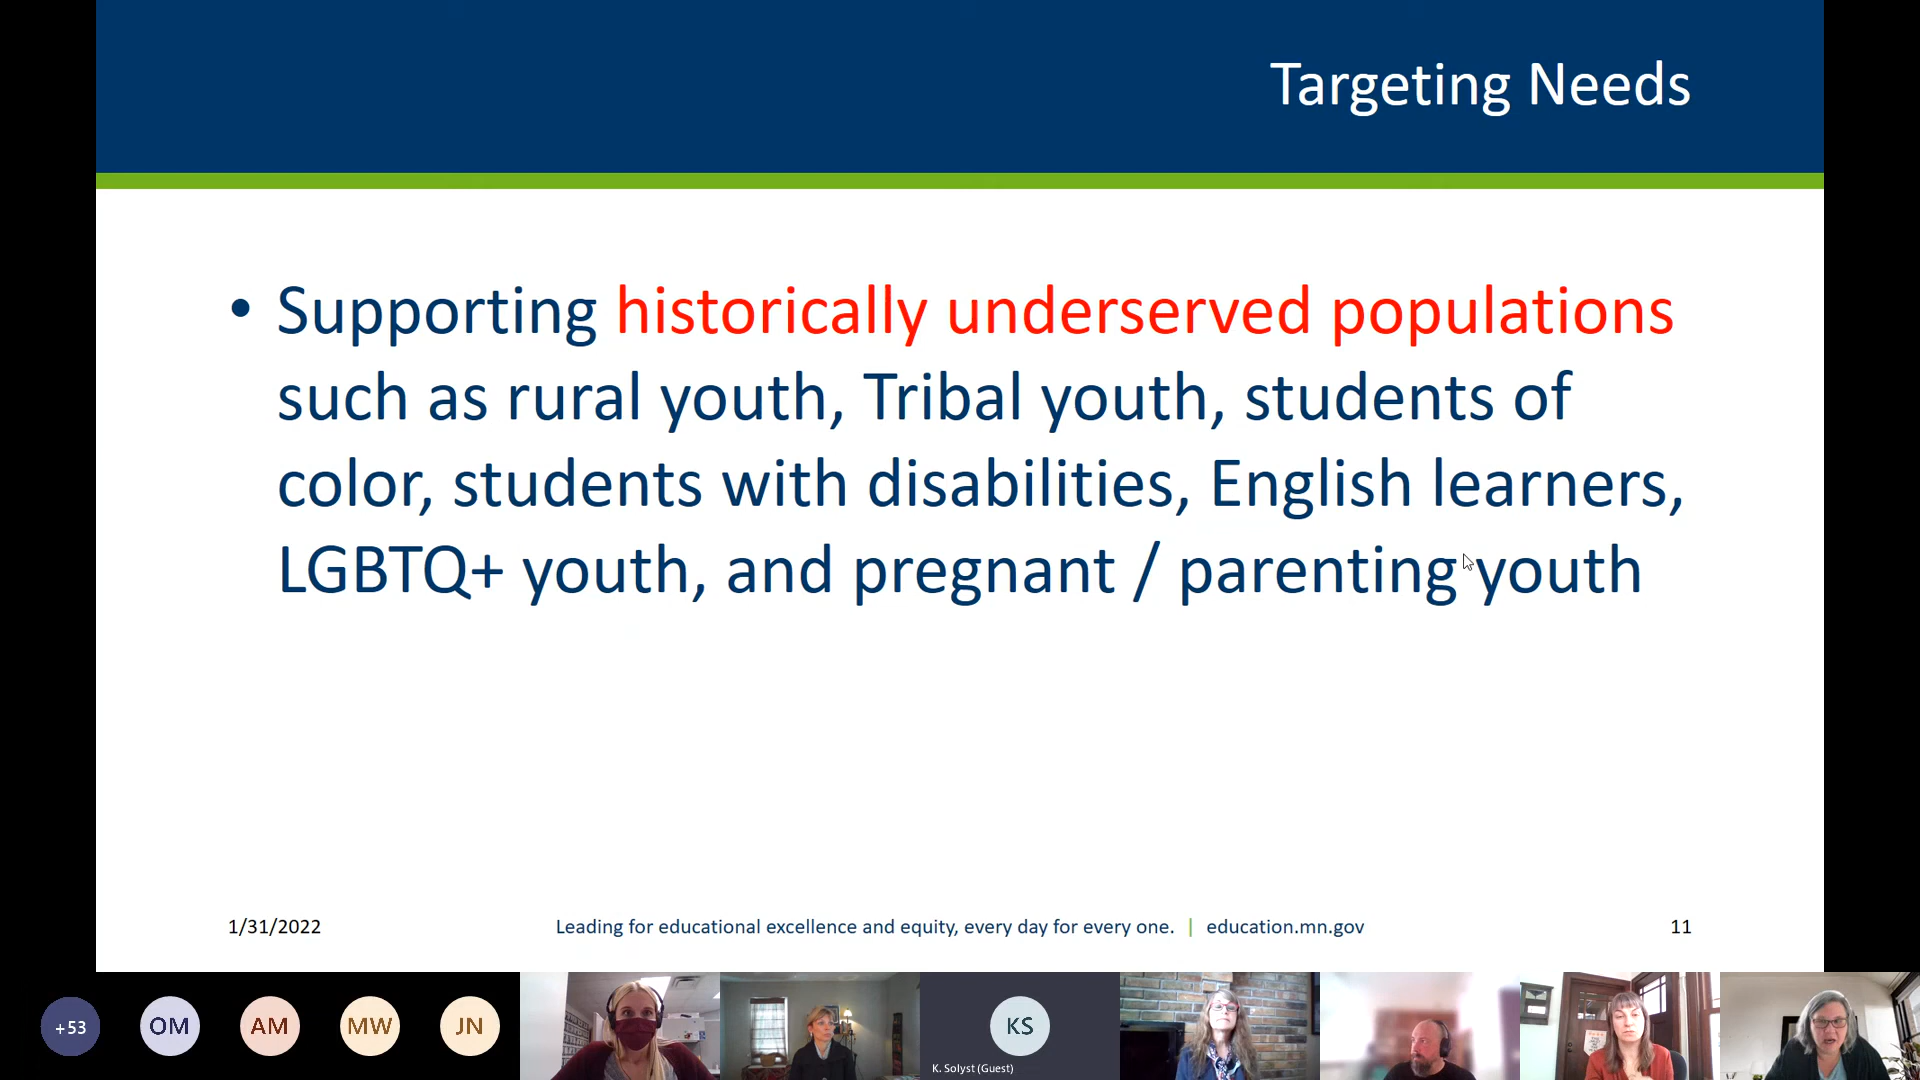 Targeting Needs
• Supporting historically underserved populations
such as rural youth, Tribal youth, students of
color, students with disabilities, English learners,
LGBTQ+ youth, and pregnant / parenting youth
1/31/2022
Leading for educational excellence and equity, every day for every one. | education.mn.gov
11
+53
OM
AM
MW
JN
KS
K. Solyst (Guest)